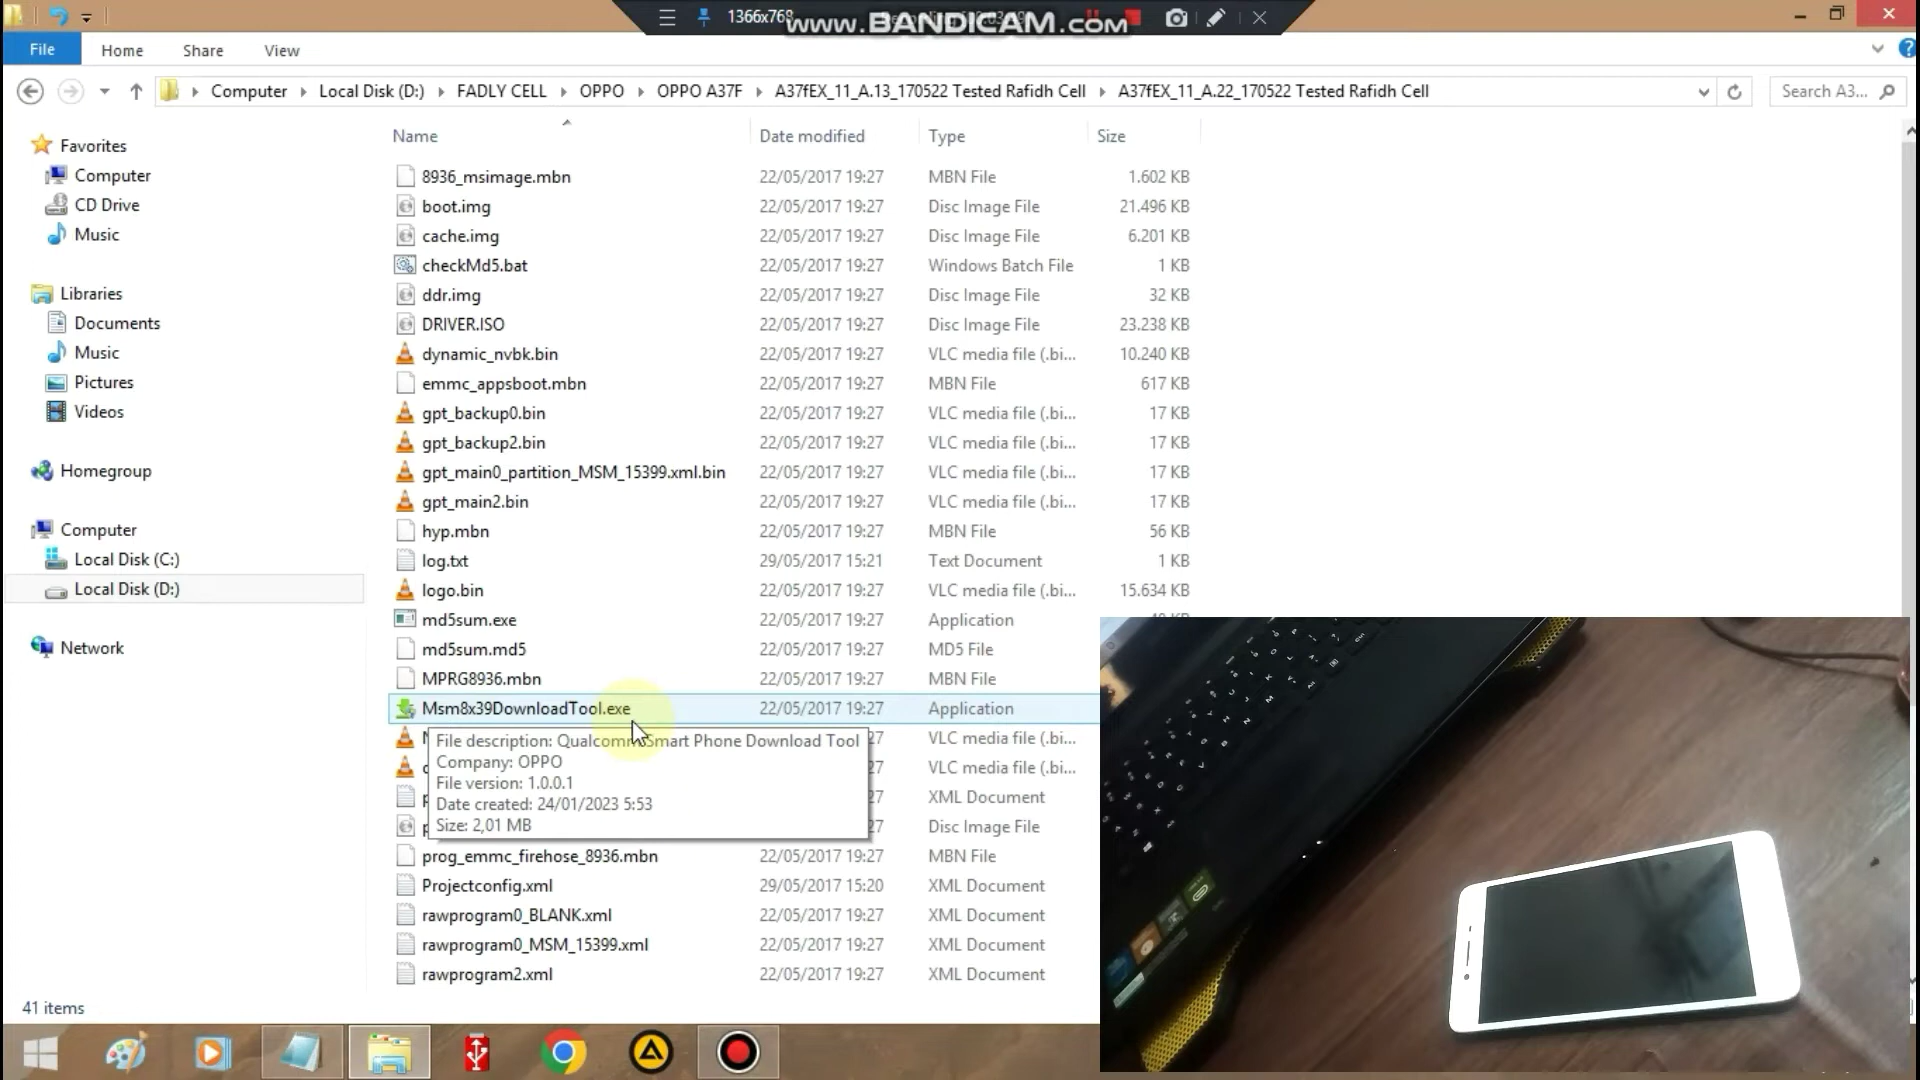 1366x768
www.BANDICAM.com
File
Home
Share
View
Computer
Local Disk (D:)
FADLY CELL
OPPO
OPPO A37F
A37fEX_11_A.13_170522 Tested Rafidh Cell
A37fEX_11_A.22_170522 Tested Rafidh Cell
Search A3...
Favorites
Computer
CD Drive
Music
Libraries
Documents
Music
Pictures
Videos
Homegroup
Computer
Local Disk (C:)
Local Disk (D:)
Network
Name Date modified Type Size
8936_msimage.mbn 22/05/2017 19:27 MBN File 1.602 KB
boot.img 22/05/2017 19:27 Disc Image File 21.496 KB
cache.img 22/05/2017 19:27 Disc Image File 6.201 KB
checkMd5.bat 22/05/2017 19:27 Windows Batch File 1 KB
ddr.img 22/05/2017 19:27 Disc Image File 32 KB
DRIVER.ISO 22/05/2017 19:27 Disc Image File 23.238 KB
dynamic_nvbk.bin 22/05/2017 19:27 VLC media file (.bi... 10.240 KB
emmc_appsboot.mbn 22/05/2017 19:27 MBN File 617 KB
gpt_backup0.bin 22/05/2017 19:27 VLC media file (.bi... 17 KB
gpt_backup2.bin 22/05/2017 19:27 VLC media file (.bi... 17 KB
gpt_main0_partition_MSM_15399.xml.bin 22/05/2017 19:27 VLC media file (.bi... 17 KB
gpt_main2.bin 22/05/2017 19:27 VLC media file (.bi... 17 KB
hyp.mbn 22/05/2017 19:27 MBN File 56 KB
log.txt 29/05/2017 15:21 Text Document 1 KB
logo.bin 22/05/2017 19:27 VLC media file (.bi... 15.634 KB
md5sum.exe 22/05/2017 19:27 Application
md5sum.md5 22/05/2017 19:27 MD5 File
MPRG8936.mbn 22/05/2017 19:27 MBN File
Msm8x39DownloadTool.exe 22/05/2017 19:27 Application
27 VLC media file (.bi...
27 VLC media file (.bi...
27 XML Document
27 Disc Image File
File description: Qualcomm Smart Phone Download Tool
Company: OPPO
File version: 1.0.0.1
Date created: 24/01/2023 5:53
Size: 2,01 MB
prog_emmc_firehose_8936.mbn 22/05/2017 19:27 MBN File
Projectconfig.xml 29/05/2017 15:20 XML Document
rawprogram0_BLANK.xml 22/05/2017 19:27 XML Document
rawprogram0_MSM_15399.xml 22/05/2017 19:27 XML Document
rawprogram2.xml 22/05/2017 19:27 XML Document
41 items